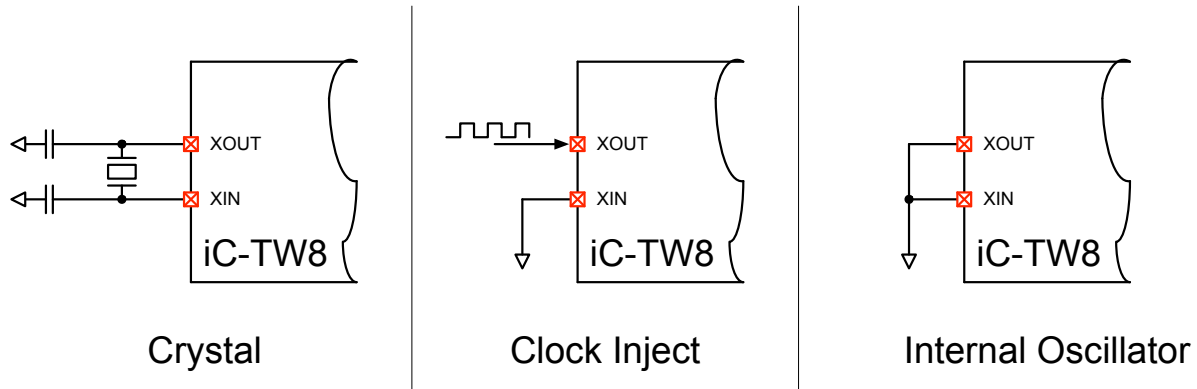 XOUT
XIN
iC-TW8
Crystal
XOUT
XIN
iC-TW8
Clock Inject
XOUT
XIN
iC-TW8
Internal Oscillator